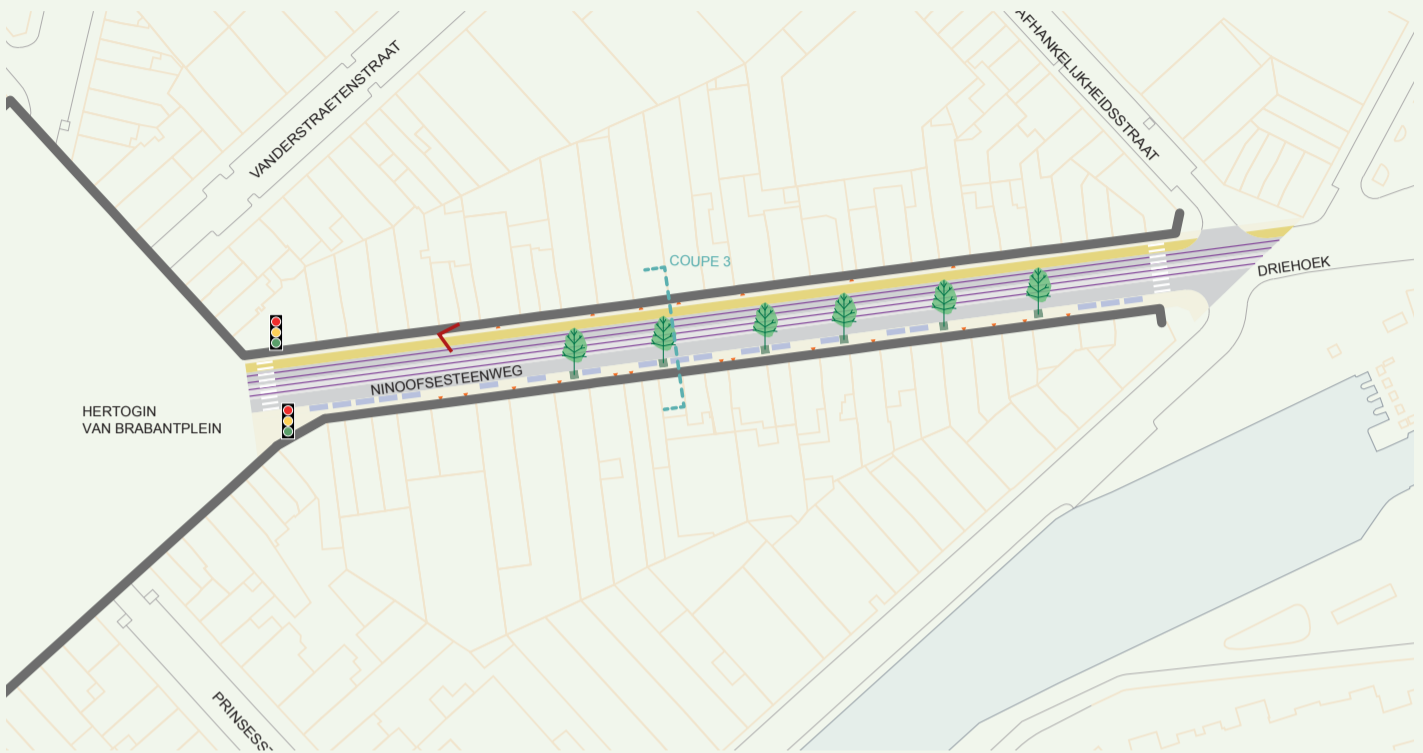 VANDERSTRAETENSTRAAT
AFHANKELIJKHEIDSSTRAAT
COUPE 3
DRIEHOEK
NINOOFSESTEENWEG
HERTOGIN
VAN BRABANTPLEIN